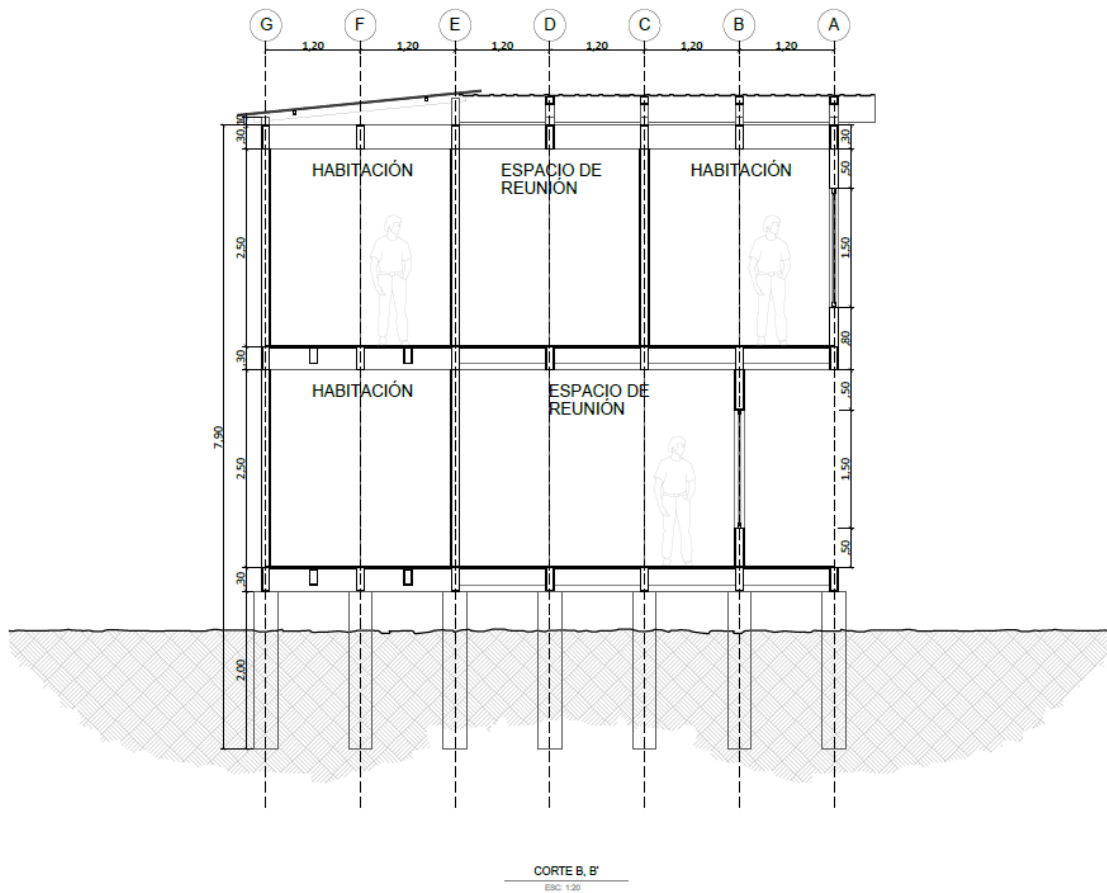 G F E D C B A
1,20 1,20 1,20 1,20 1,20 1,20
,30
,30 ,30
HABITACIÓN ESPACIO DE HABITACIÓN
REUNIÓN
,50
2,50 1,50
,80
,30
HABITACIÓN ESPACIO DE
REUNIÓN
,50
7,90
2,50 1,50
,50
,30
2,00
CORTE B, B'
ESC: 1:20